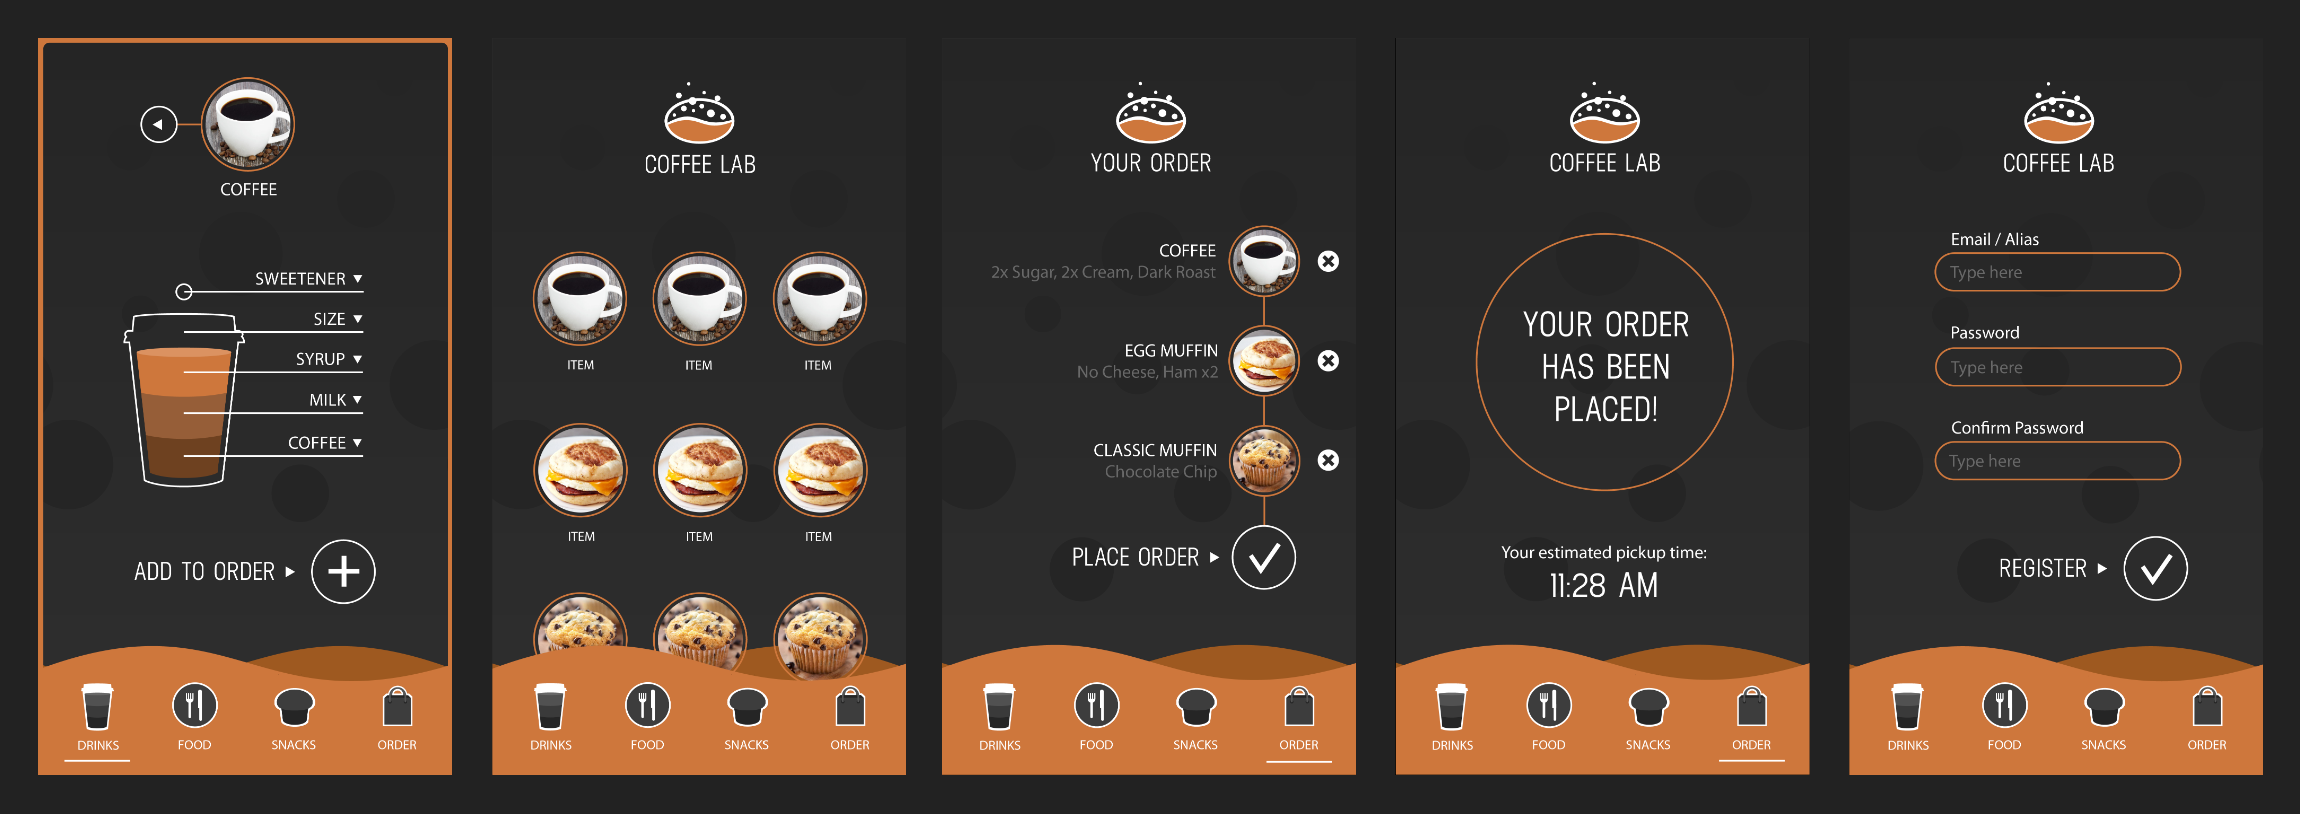 COFFEE
SWEETENER
SIZE
SYRUP
MILK
COFFEE
ADD TO ORDER
DRINKS
FOOD
SNACKS
ORDER
COFFEE LAB
ITEM
ITEM
ITEM
ITEM
ITEM
ITEM
DRINKS
FOOD
SNACKS
ORDER
YOUR ORDER
COFFEE
2x Sugar, 2x Cream, Dark Roast
EGG MUFFIN
No Cheese, Ham x2
CLASSIC MUFFIN
Chocolate Chip
PLACE ORDER
DRINKS
FOOD
SNACKS
ORDER
COFFEE LAB
YOUR ORDER
HAS BEEN
PLACED!
Your estimated pickup time:
11:28 AM
DRINKS
FOOD
SNACKS
ORDER
COFFEE LAB
Email / Alias
Type here
Password
Type here
Confirm Password
Type here
REGISTER
DRINKS
FOOD
SNACKS
ORDER